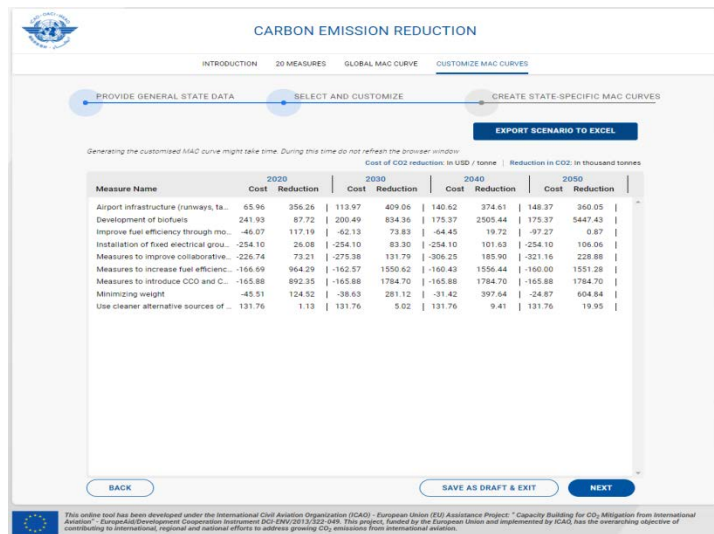 CARBON EMISSION REDUCTION
INTRODUCTION 20 MEASURES GLOBAL MAC CURVE CUSTOMIZE MAC CURVES
PROVIDE GENERAL STATE DATA SELECT AND CUSTOMIZE CREATE STATE-SPECIFIC MAC CURVES
EXPORT SCENARIO TO EXCEL
Generating the customised MAC curve might take time. During this time do not refresh the browser window
Cost of CO2 reduction: in USD / tonne | Reduction in CO2: in thousand tonnes
2020 2030 2040 2050
Measure Name Cost Reduction | Cost Reduction | Cost Reduction | Cost Reduction |
Airport infrastructure (runways, ta... 65.96 356.26 | 113.97 409.06 | 140.62 374.61 | 148.37 360.05 |
Development of biofuels 241.93 87.72 | 200.49 834.36 | 175.37 2505.44 | 175.37 5447.43 |
Improve fuel efficiency through mo... -46.07 117.19 | -62.13 73.83 | -64.45 19.72 | -97.27 0.87 |
Installation of fixed electrical grou... -254.10 26.08 | -254.10 83.30 | -254.10 101.63 | -254.10 106.06 |
Measures to improve collaborative... -226.74 73.21 | -275.38 131.79 | -306.25 185.90 | -321.16 228.88 |
Measures to increase fuel efficienc... -166.69 964.29 | -162.57 1550.62 | -160.43 1556.44 | -160.00 1551.28 |
Measures to introduce CCO and C... -165.88 892.35 | -165.88 1784.70 | -165.88 1784.70 | -165.88 1784.70 |
Minimizing weight -45.51 124.52 | -38.63 281.12 | -31.42 397.64 | -24.87 604.84 |
Use cleaner alternative sources of ... 131.76 1.13 | 131.76 5.02 | 131.76 9.41 | 131.76 19.95 |
BACK SAVE AS DRAFT & EXIT NEXT
This online tool has been developed under the International Civil Aviation Organization (ICAO) - European Union (EU) Assistance Project: " Capacity Building for CO₂ Mitigation from International
Aviation" - EuropeAid/Development Cooperation Instrument DCI-ENV/2013/322-049. This project, funded by the European Union and implemented by ICAO, has the overarching objective of
contributing to international, regional and national efforts to address growing CO₂ emissions from international aviation.